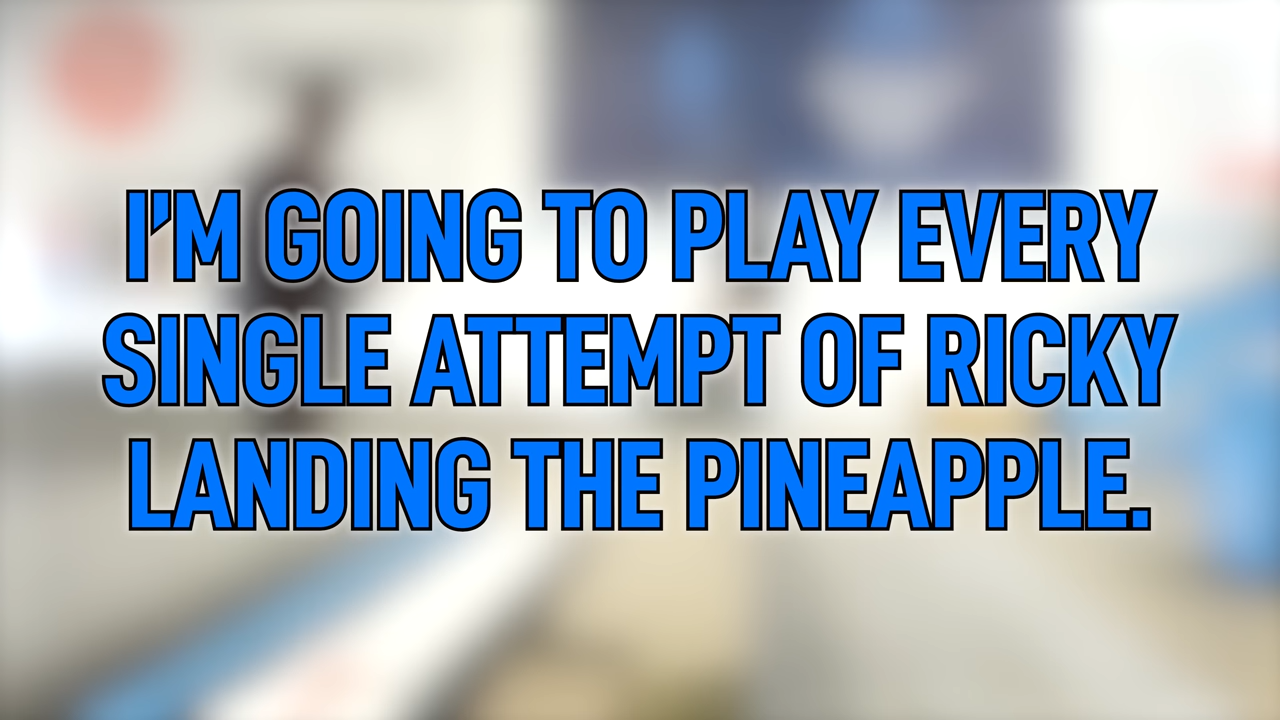 I'M GOING TO PLAY EVERY
SINGLE ATTEMPT OF RICKY
LANDING THE PINEAPPLE.